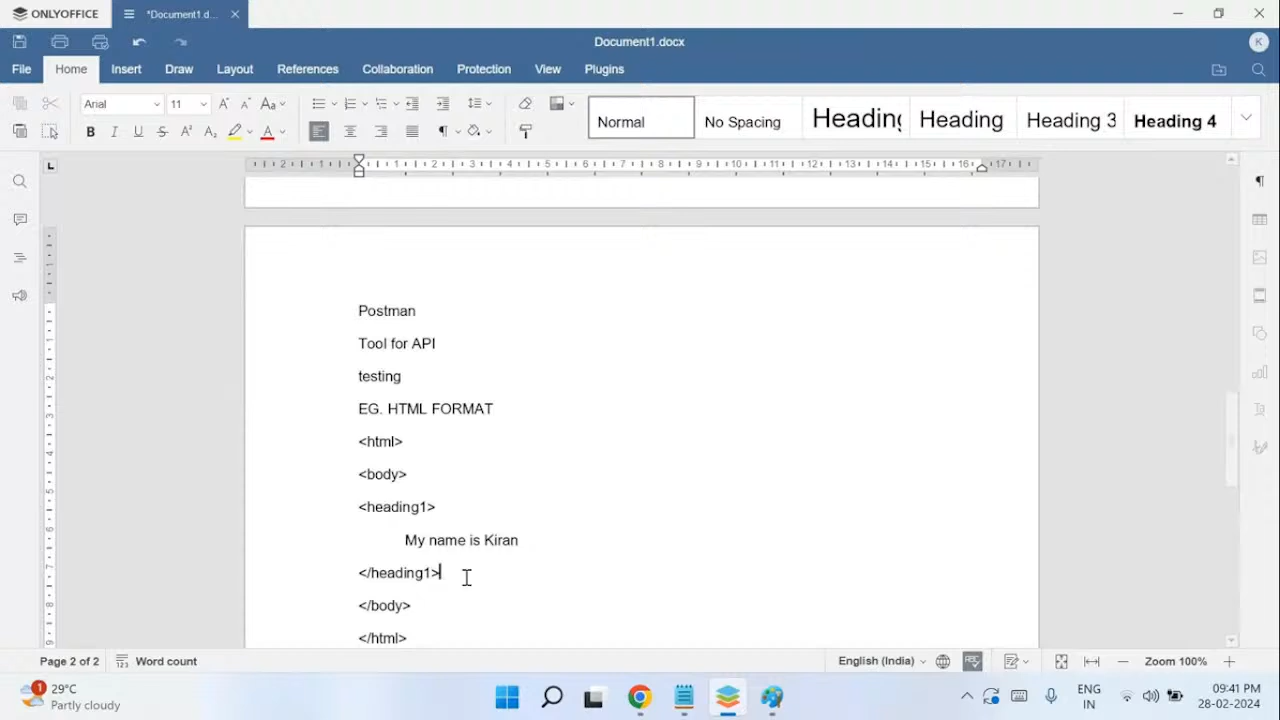 ONLYOFFICE
*Document1.d...
Document1.docx
K
File Home Insert Draw Layout References Collaboration Protection View Plugins
Arial 11
Normal No Spacing Heading Heading Heading 3 Heading 4
Postman
Tool for API
testing
EG. HTML FORMAT
<html>
<body>
<heading1>
My name is Kiran
</heading1>
</body>
</html>
Page 2 of 2 Word count English (India) Zoom 100%
1 29°C
Partly cloudy
ENG
IN
09:41 PM
28-02-2024